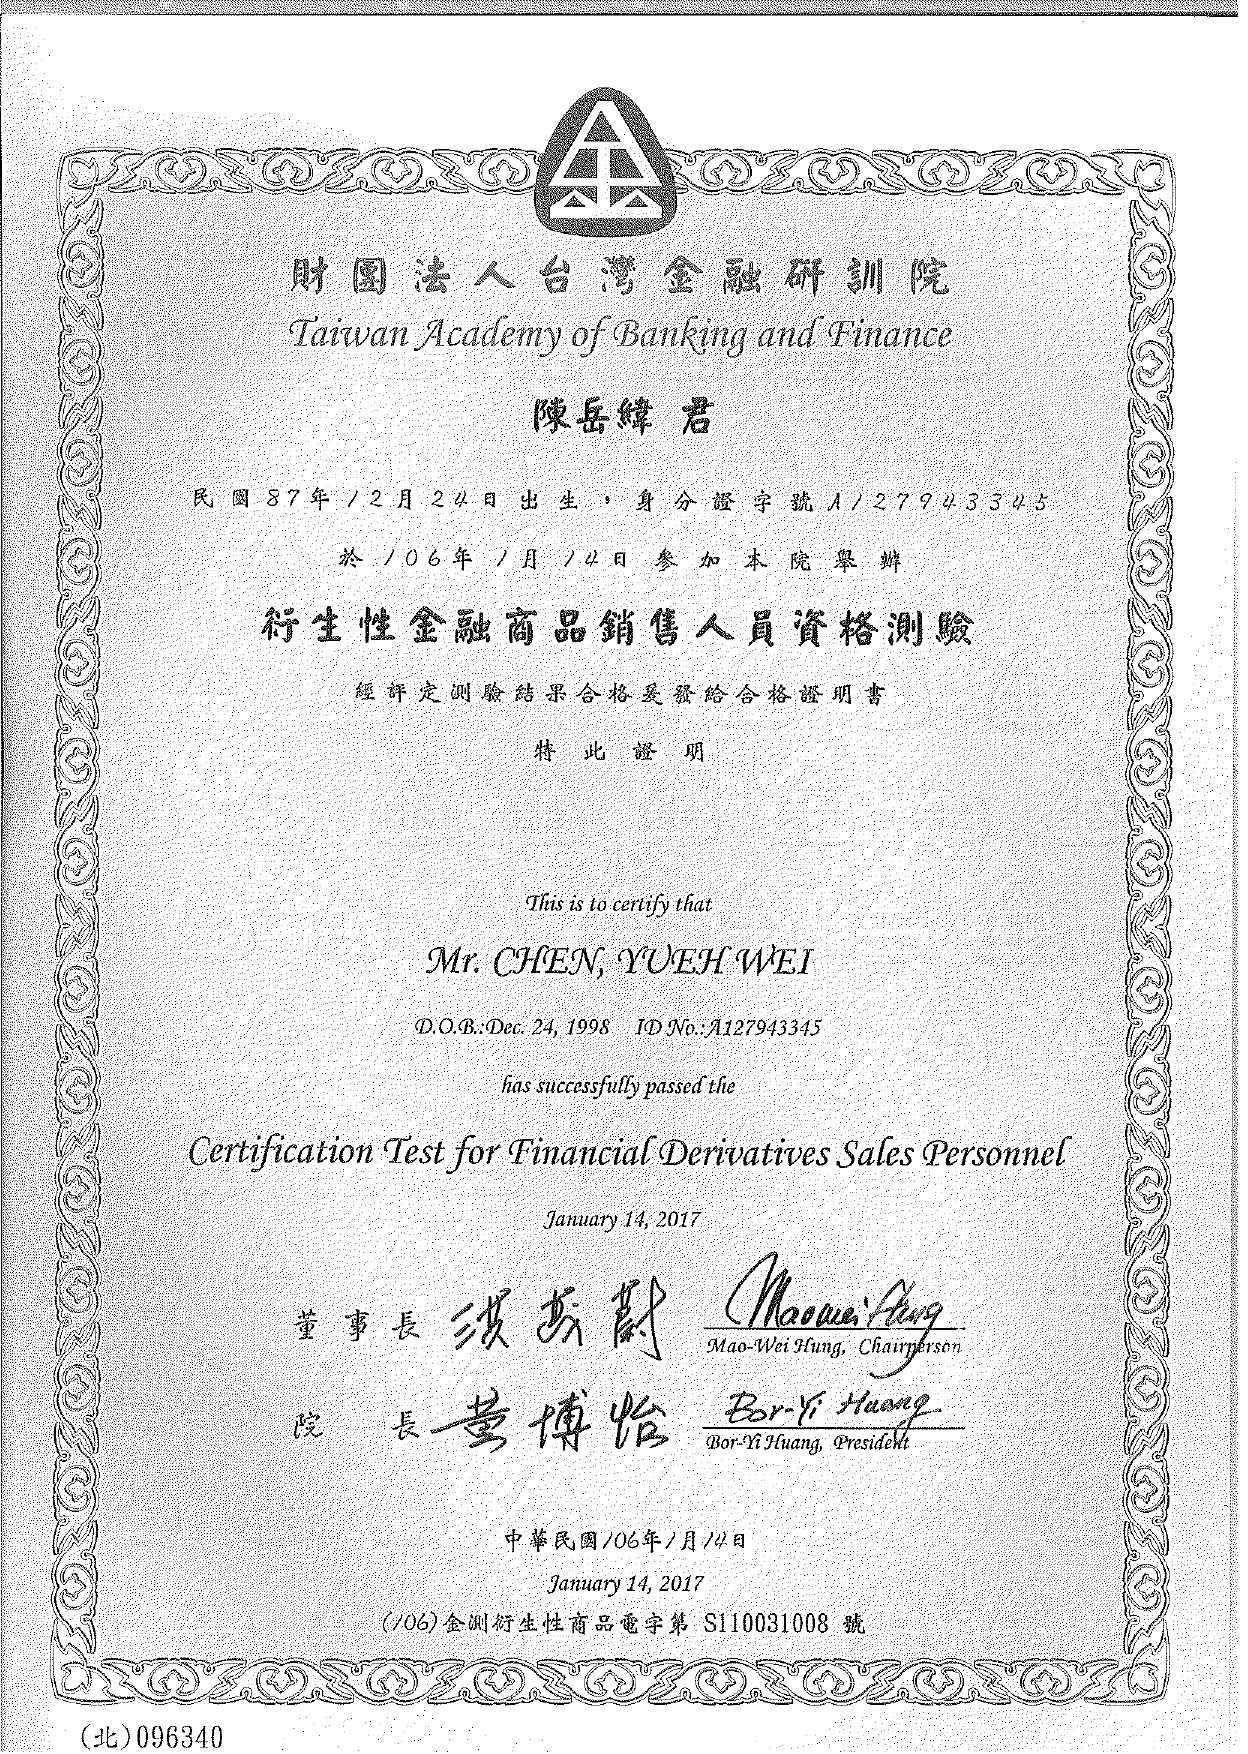 財團法人台灣金融研訓院
Taiwan Academy of Banking and Finance
陳岳緯 君
民國87年12月24日出生，身分證字號A127943345
於106年1月14日參加本院舉辦
衍生性金融商品銷售人員資格測驗
經評定測驗結果合格爰發給合格證明書
特此證明
This is to certify that
Mr. CHEN, YUEH WEI
D.O.B.:Dec. 24, 1998 ID No.:A127943345
has successfully passed the
Certification Test for Financial Derivatives Sales Personnel
January 14, 2017
董事長 洪茂蔚 Maowei Hung
Mao-Wei Hung, Chairperson
院長 黃博怡 Bor-Yi Huang
Bor-Yi Huang, President
中華民國106年1月14日
January 14, 2017
(106)金測衍生性商品電字第 S110031008 號
(北)096340